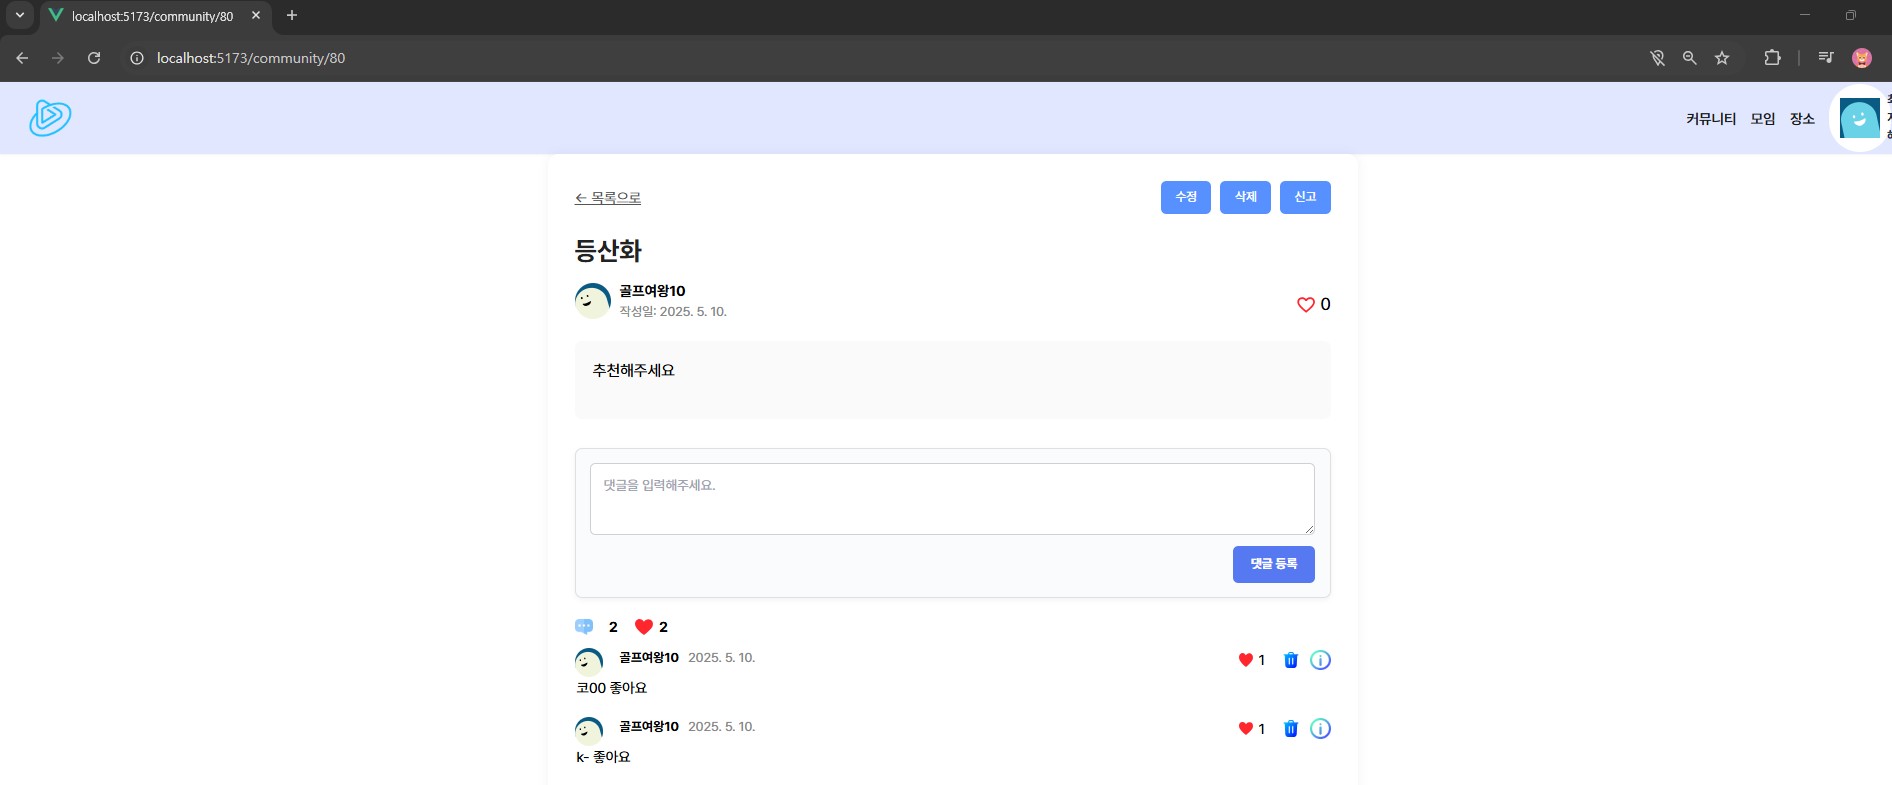 localhost:5173/community/80
localhost:5173/community/80
커뮤니티 모임 장소
← 목록으로
수정 삭제 신고
등산화
골프여왕10
작성일: 2025. 5. 10.
0
추천해주세요
댓글을 입력해주세요.
댓글 등록
2 2
골프여왕10 2025. 5. 10.
1
코00 좋아요
골프여왕10 2025. 5. 10.
1
k- 좋아요